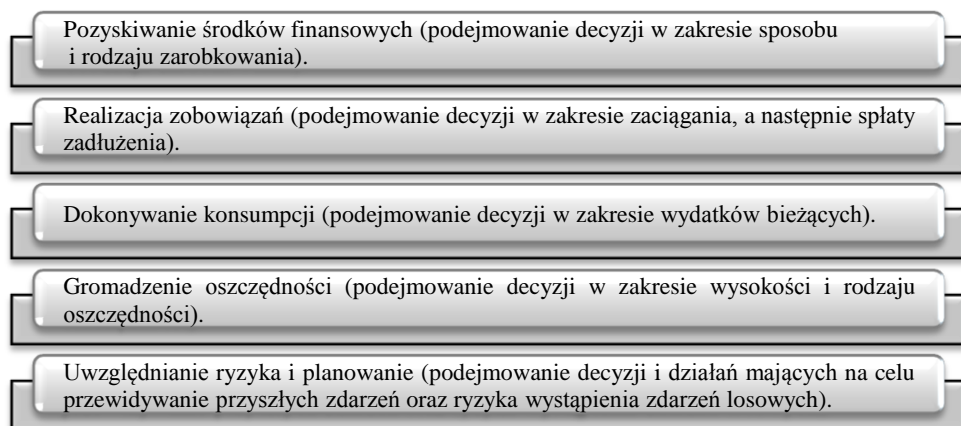 Pozyskiwanie środków finansowych (podejmowanie decyzji w zakresie sposobu
i rodzaju zarobkowania).
Realizacja zobowiązań (podejmowanie decyzji w zakresie zaciągania, a następnie spłaty
zadłużenia).
Dokonywanie konsumpcji (podejmowanie decyzji w zakresie wydatków bieżących).
Gromadzenie oszczędności (podejmowanie decyzji w zakresie wysokości i rodzaju
oszczędności).
Uwzględnianie ryzyka i planowanie (podejmowanie decyzji i działań mających na celu
przewidywanie przyszłych zdarzeń oraz ryzyka wystąpienia zdarzeń losowych).